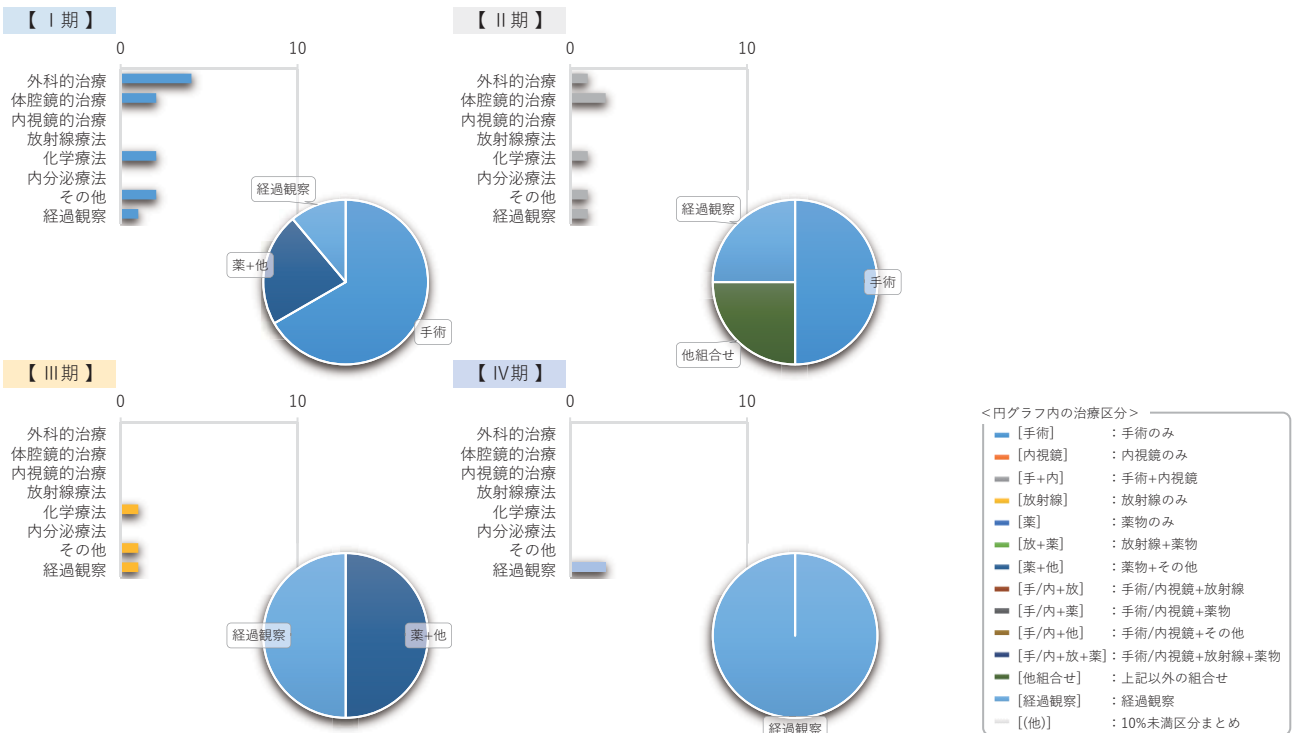 【 Ⅰ期 】
0 10
外科的治療
体腔鏡的治療
内視鏡的治療
放射線療法
化学療法
内分泌療法
その他
経過観察
経過観察
薬+他
手術
【 Ⅱ期 】
0 10
外科的治療
体腔鏡的治療
内視鏡的治療
放射線療法
化学療法
内分泌療法
その他
経過観察
経過観察
手術
他組合せ
【 Ⅲ期 】
0 10
外科的治療
体腔鏡的治療
内視鏡的治療
放射線療法
化学療法
内分泌療法
その他
経過観察
経過観察
薬+他
【 Ⅳ期 】
0 10
外科的治療
体腔鏡的治療
内視鏡的治療
放射線療法
化学療法
内分泌療法
その他
経過観察
経過観察
＜円グラフ内の治療区分＞
[手術] ：手術のみ
[内視鏡] ：内視鏡のみ
[手+内] ：手術+内視鏡
[放射線] ：放射線のみ
[薬] ：薬物のみ
[放+薬] ：放射線+薬物
[薬+他] ：薬物+その他
[手/内+放] ：手術/内視鏡+放射線
[手/内+薬] ：手術/内視鏡+薬物
[手/内+他] ：手術/内視鏡+その他
[手/内+放+薬]：手術/内視鏡+放射線+薬物
[他組合せ] ：上記以外の組合せ
[経過観察] ：経過観察
[(他)] ：10%未満区分まとめ